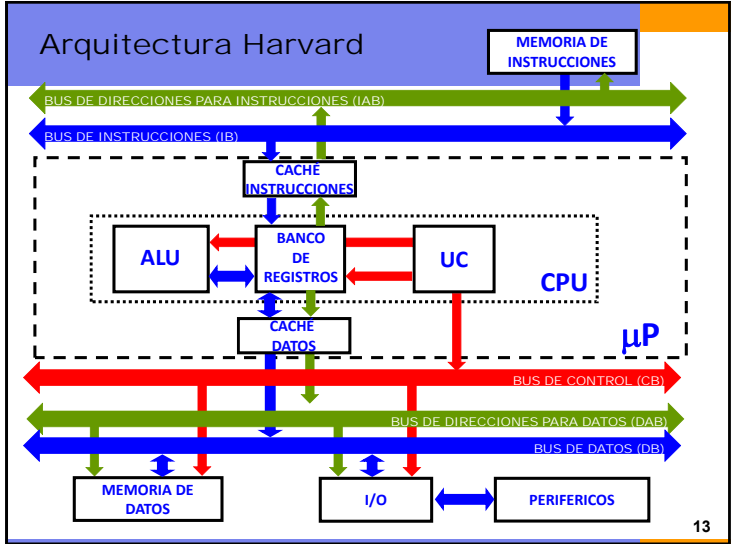 Arquitectura Harvard
MEMORIA DE
INSTRUCCIONES
BUS DE DIRECCIONES PARA INSTRUCCIONES (IAB)
BUS DE INSTRUCCIONES (IB)
CACHÉ
INSTRUCCIONES
ALU
BANCO
DE
REGISTROS
UC
CPU
CACHÉ
DATOS
μP
BUS DE CONTROL (CB)
BUS DE DIRECCIONES PARA DATOS (DAB)
BUS DE DATOS (DB)
MEMORIA DE
DATOS
I/O
PERIFERICOS
13